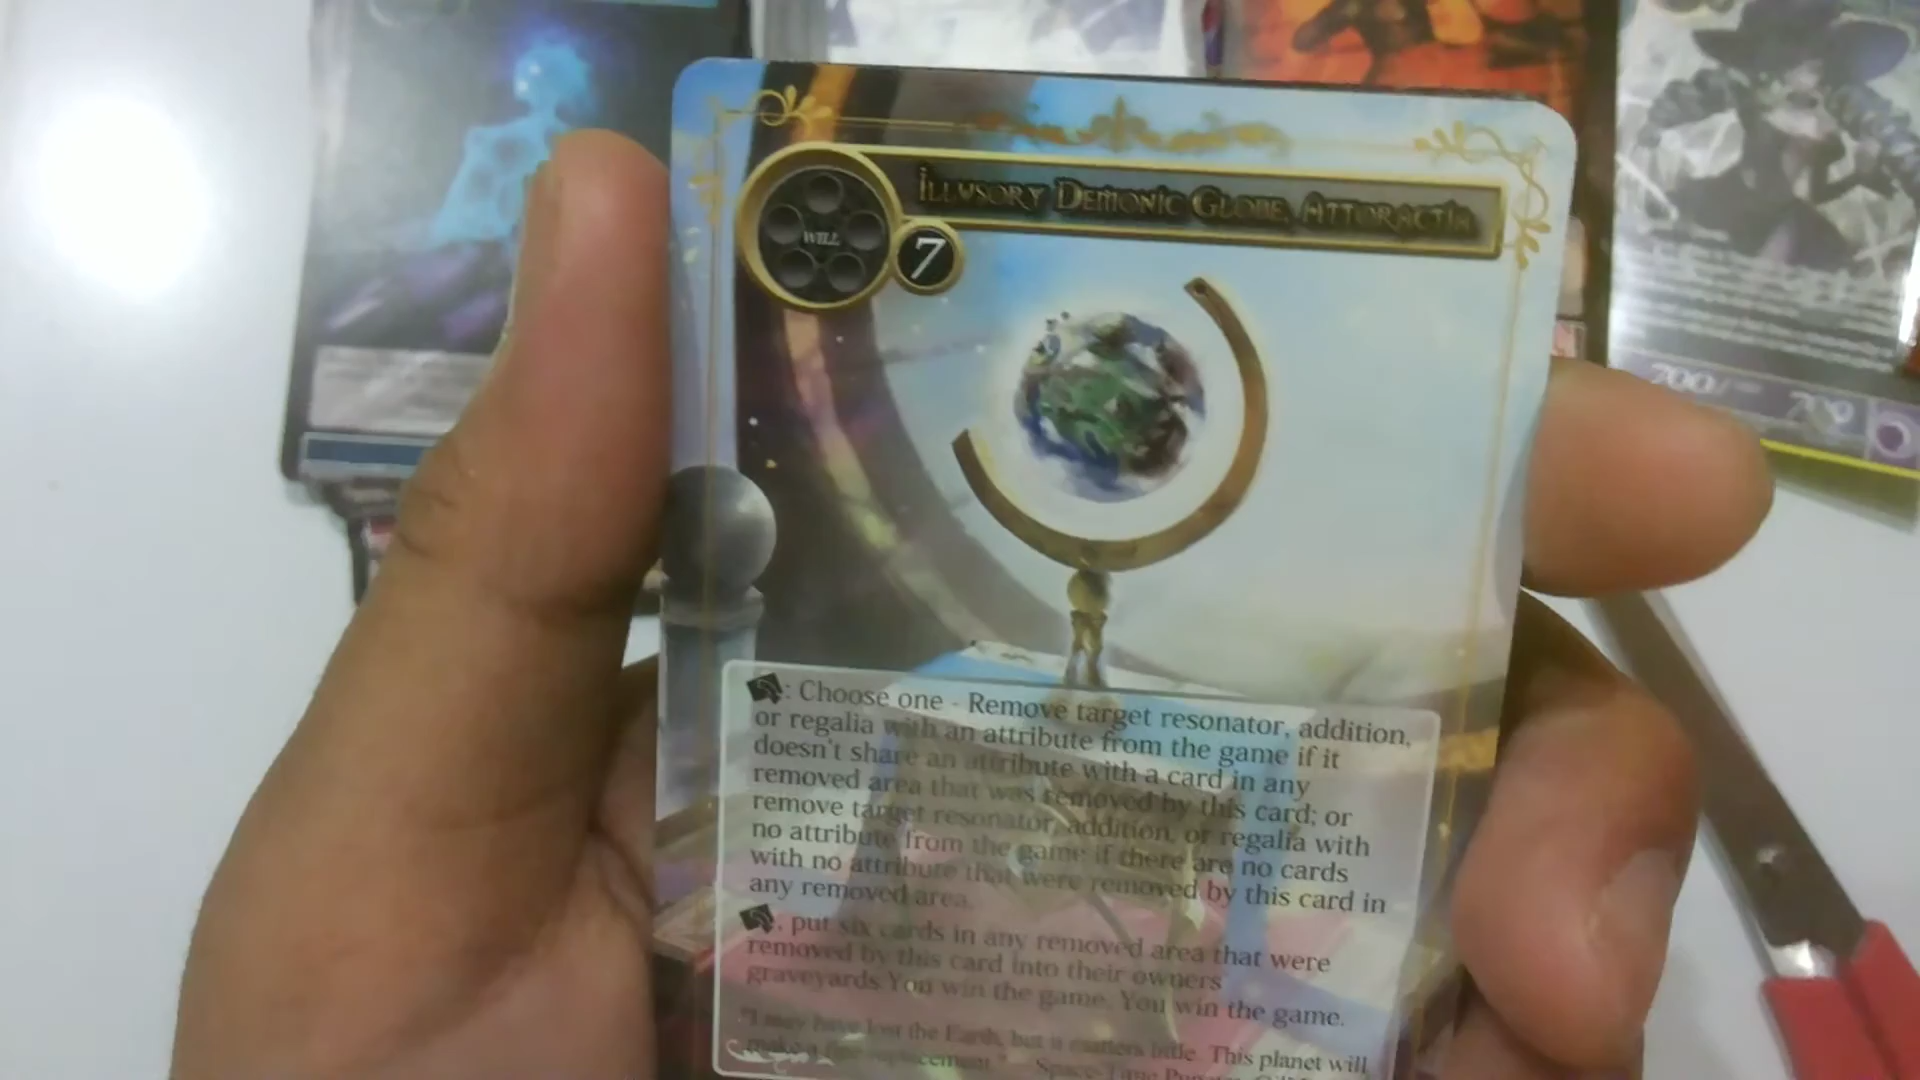 Illusory Demonic Globe, Attoractia
WILL
7
: Choose one - Remove target resonator, addition,
or regalia with an attribute from the game if it
doesn't share an attribute with a card in any
removed area that was removed by this card; or
remove target resonator, addition, or regalia with
no attribute from the game if there are no cards
with no attribute that were removed by this card in
any removed area.
, put six cards in any removed area that were
removed by this card into their owners
graveyards You win the game. You win the game.
"I may have lost the Earth, but it matters little. This planet will
make a fine replacement." Space-Time
700/
700